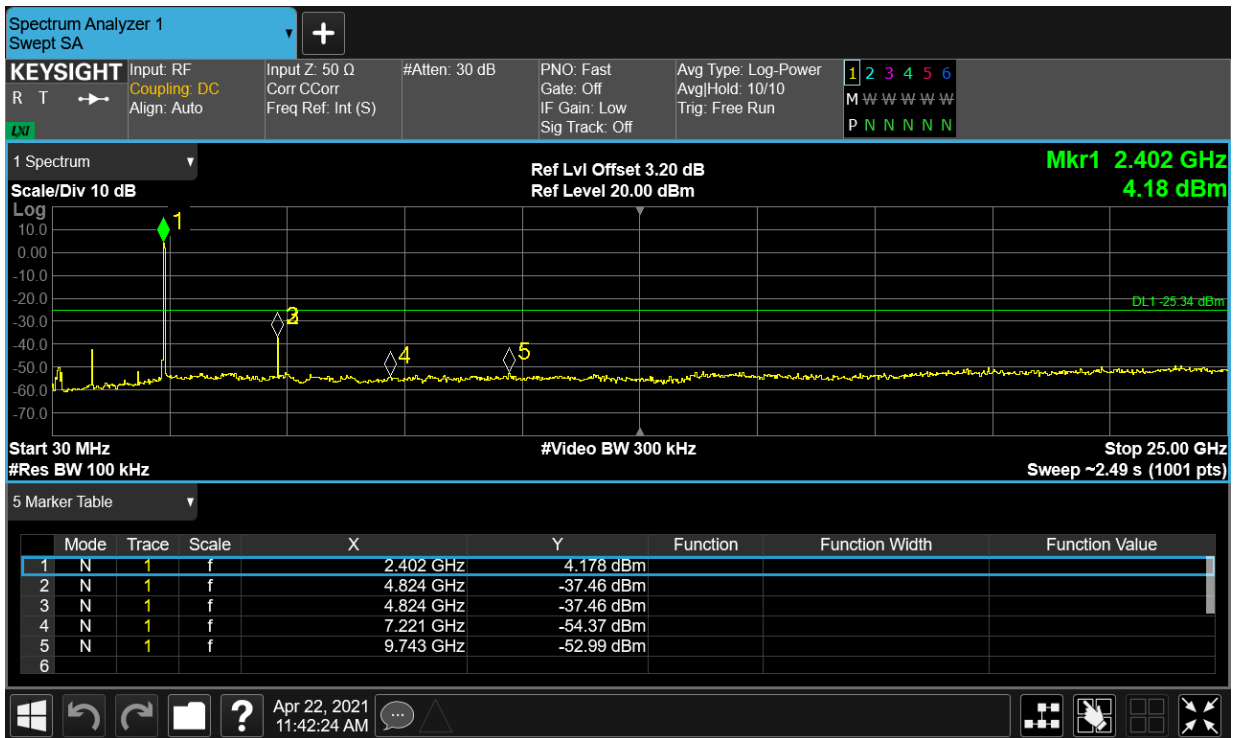 Spectrum Analyzer 1
Swept SA
KEYSIGHT
R T
LXI
Input: RF
Coupling: DC
Align: Auto
Input Z: 50 Ω
Corr CCorr
Freq Ref: Int (S)
#Atten: 30 dB
PNO: Fast
Gate: Off
IF Gain: Low
Sig Track: Off
Avg Type: Log-Power
Avg|Hold: 10/10
Trig: Free Run
1 2 3 4 5 6
M W W W W W
P N N N N N
1 Spectrum
Scale/Div 10 dB
Ref Lvl Offset 3.20 dB
Ref Level 20.00 dBm
Mkr1 2.402 GHz
4.18 dBm
Log
10.0
0.00
-10.0
-20.0
-30.0
-40.0
-50.0
-60.0
-70.0
1
3
4
5
DL1 -25.34 dBm
Start 30 MHz
#Video BW 300 kHz
Stop 25.00 GHz
#Res BW 100 kHz
Sweep ~2.49 s (1001 pts)
5 Marker Table
Mode Trace Scale X Y Function Function Width Function Value
1 N 1 f 2.402 GHz 4.178 dBm
2 N 1 f 4.824 GHz -37.46 dBm
3 N 1 f 4.824 GHz -37.46 dBm
4 N 1 f 7.221 GHz -54.37 dBm
5 N 1 f 9.743 GHz -52.99 dBm
6
?
Apr 22, 2021
11:42:24 AM